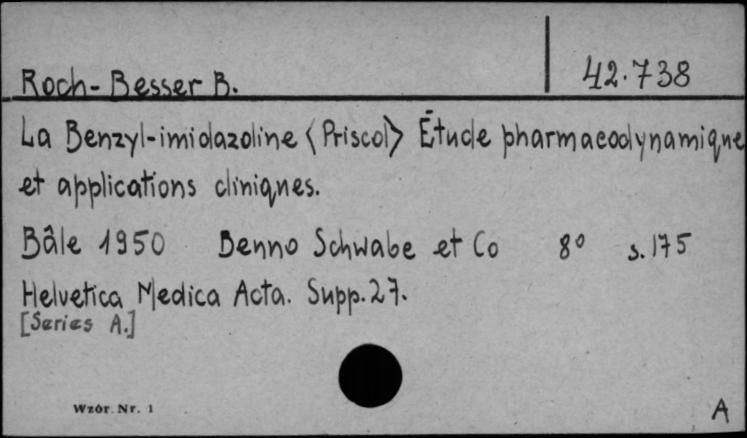 42.738
Roch-Besser B.
La Benzyl-imidazoline <Priscol> Étude pharmacodynamique
et applications cliniques.
Bâle 1950 Benno Schwabe et Co 8° s. 175
Helvetica Medica Acta. Supp. 27.
[Series A.]
Wzór Nr. 1
A